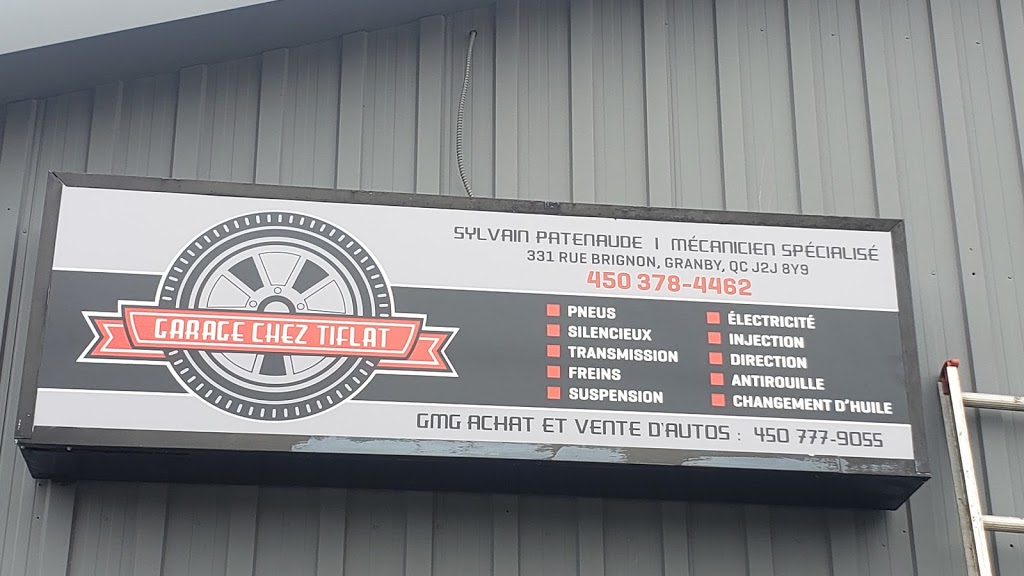 SYLVAIN PATENAUDE | MÉCANICIEN SPÉCIALISÉ
331 RUE BRIGNON, GRANBY, QC J2J 8Y9
450 378-4462
GARAGE CHEZ TIFLAT
PNEUS
SILENCIEUX
TRANSMISSION
FREINS
SUSPENSION
ÉLECTRICITÉ
INJECTION
DIRECTION
ANTIROUILLE
CHANGEMENT D'HUILE
GMG ACHAT ET VENTE D'AUTOS : 450 777-9055